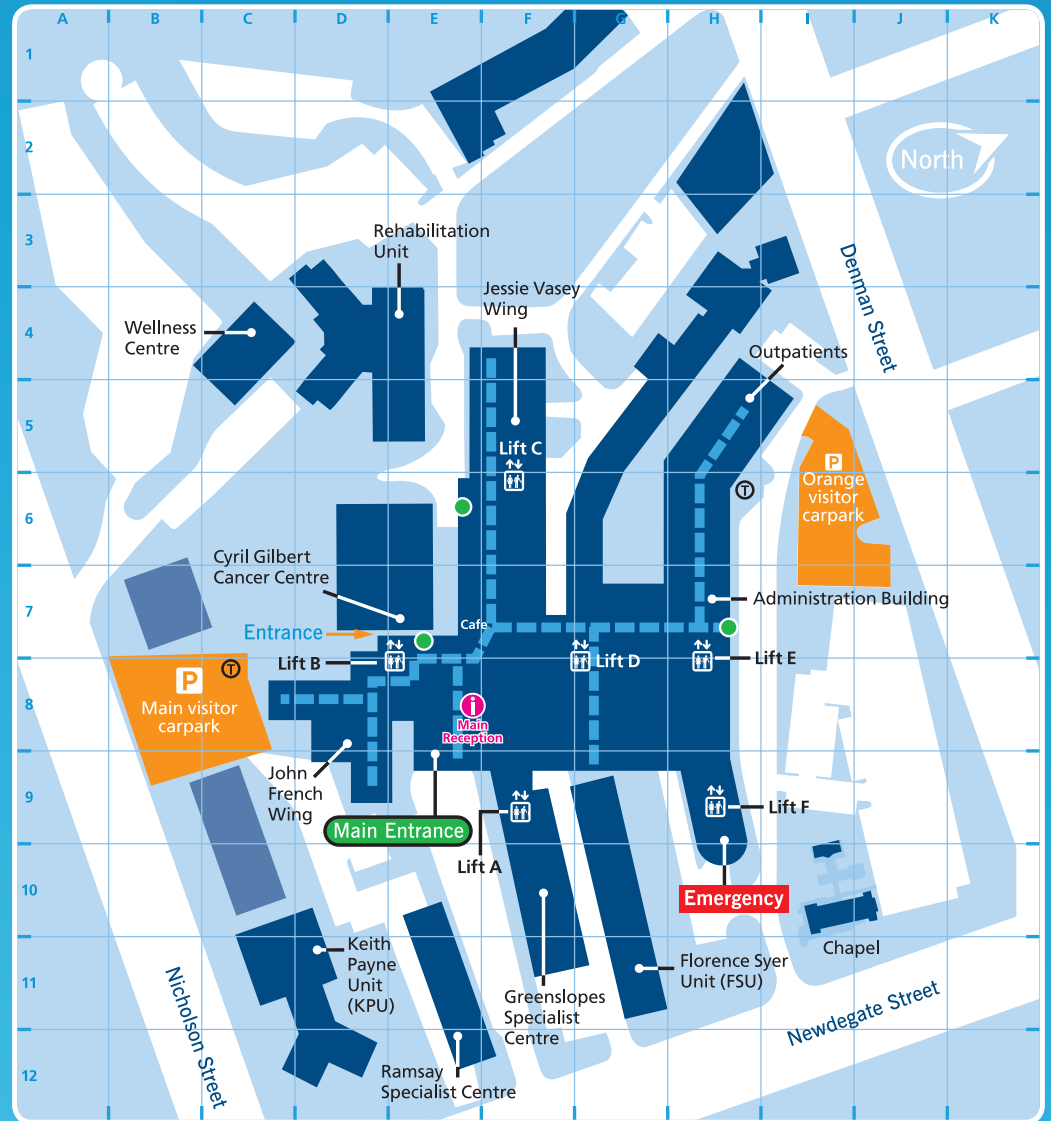 A B C D E F G H I J K
1
2
North
3
Rehabilitation
Unit
Denman Street
4
Jessie Vasey
Wing
Wellness
Centre
Outpatients
5
Lift C
P
Orange
visitor
carpark
6
T
Cyril Gilbert
Cancer Centre
7
Administration Building
Cafe
Entrance
Lift B
Lift D
Lift E
8
T
P
Main visitor
carpark
i
Main
Reception
9
John
French
Wing
Lift F
Main Entrance
Lift A
10
Emergency
Chapel
11
Keith
Payne
Unit
(KPU)
Florence Syer
Unit (FSU)
Greenslopes
Specialist
Centre
Nicholson Street
Newdegate Street
12
Ramsay
Specialist Centre